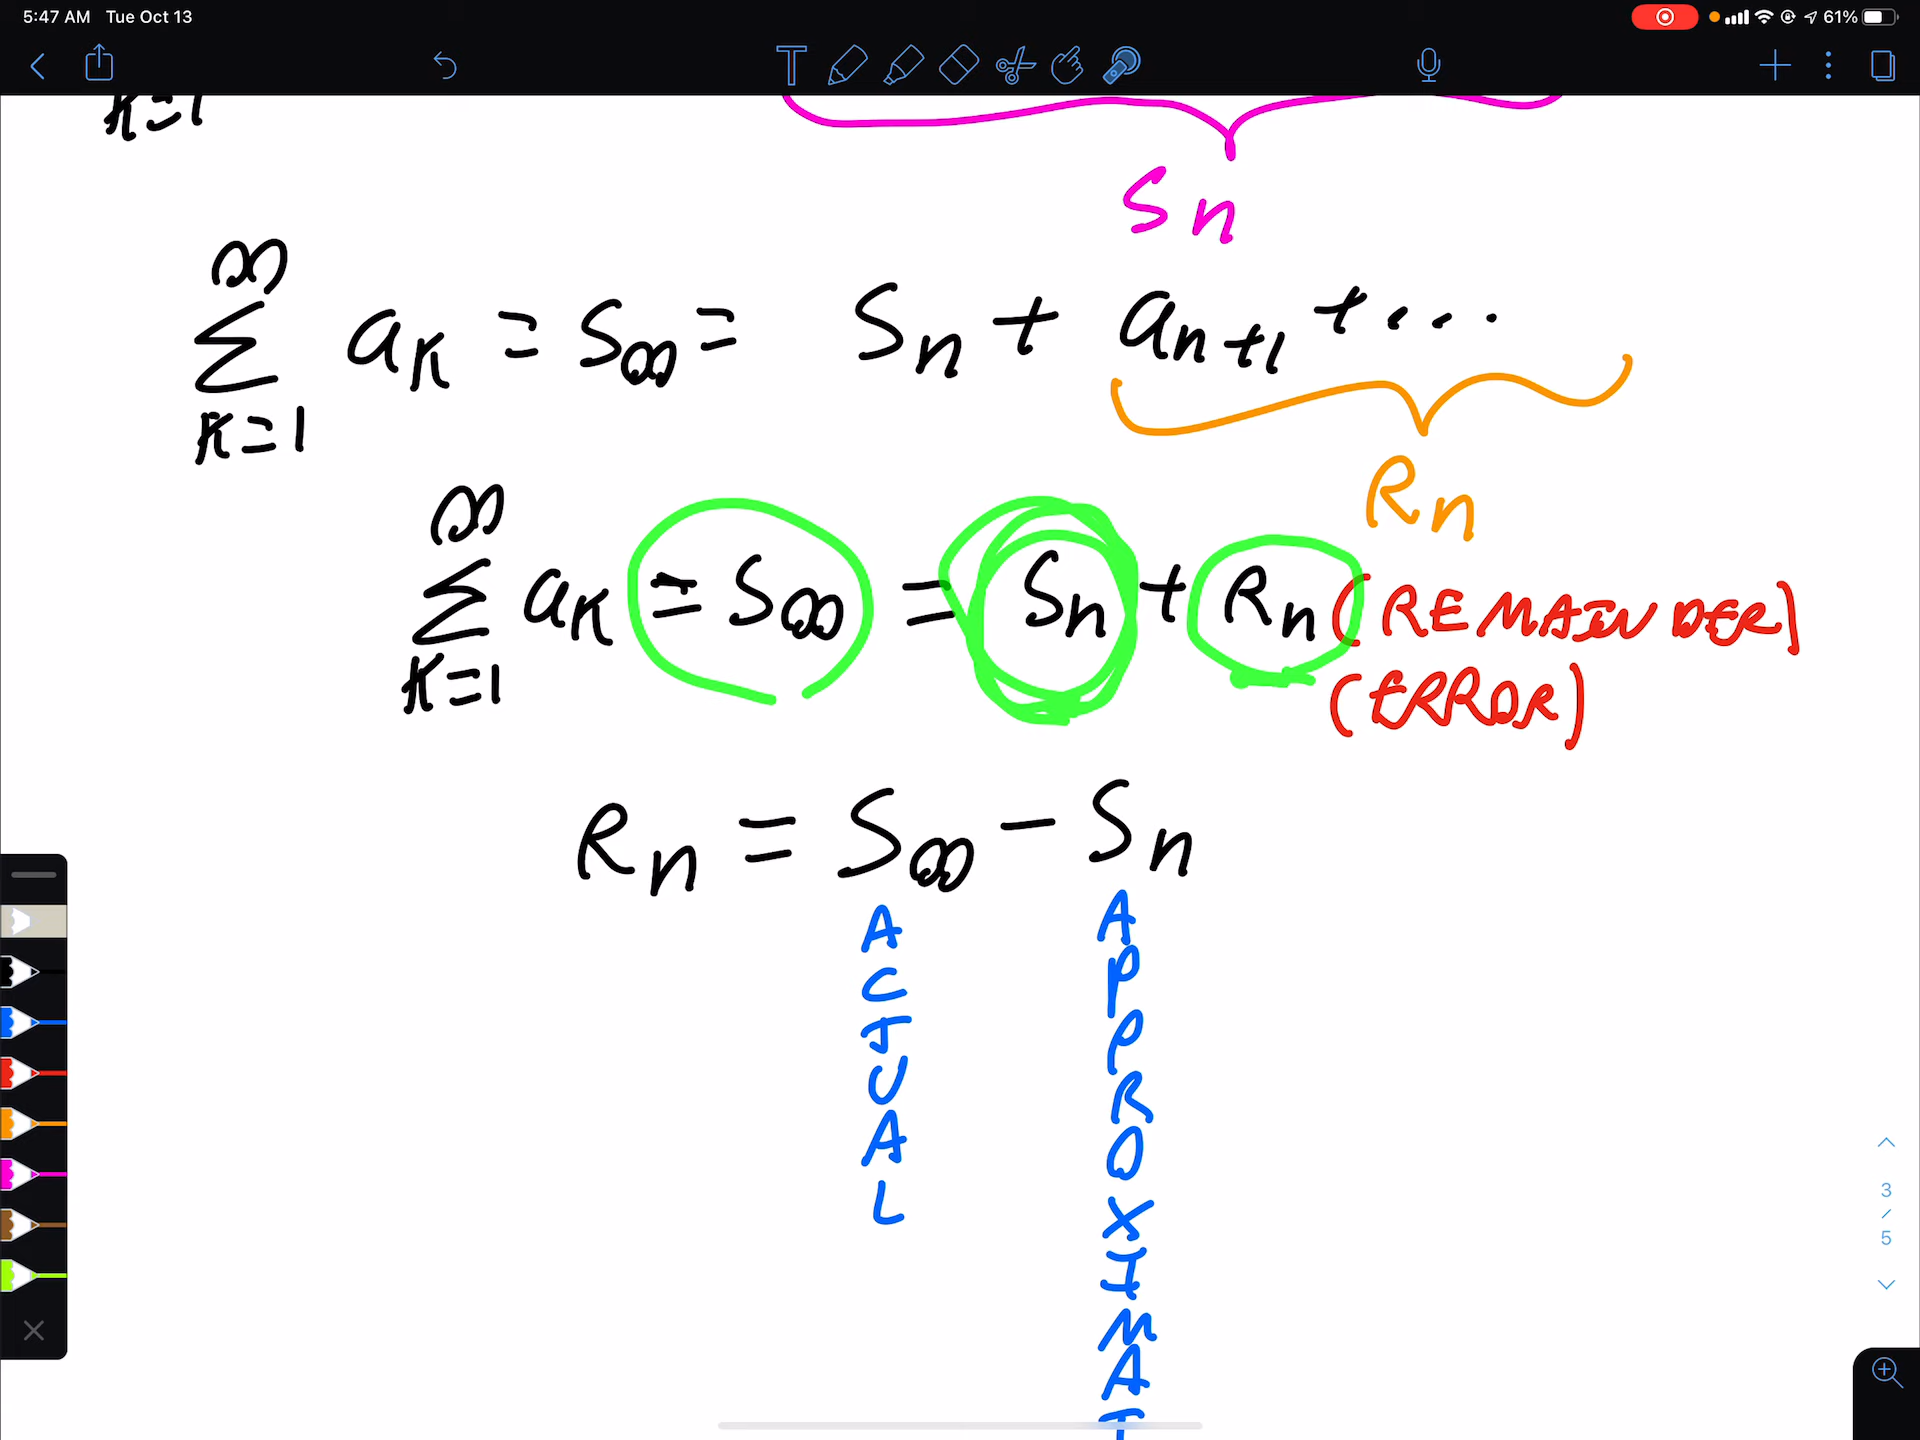 5:47 AM Tue Oct 13
61%
T
K=1
Sn
∞
Σ aK = S∞ = Sn + an+1 + ....
K=1
Rn
∞
Σ aK = S∞ = Sn + Rn (REMAINDER)
K=1
(ERROR)
Rn = S∞ - Sn
ACTUAL
APPROXIMAT
3
/
5